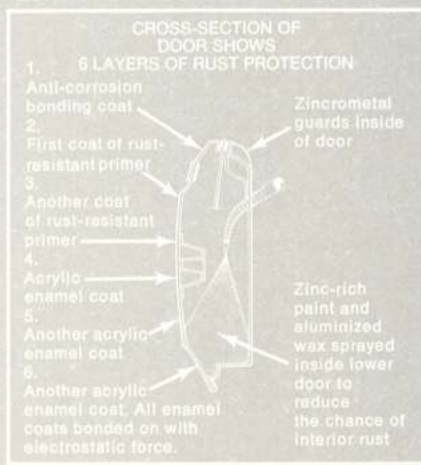 CROSS-SECTION OF
DOOR SHOWS
6 LAYERS OF RUST PROTECTION
1.
Anti-corrosion
bonding coat
2.
First coat of rust-
resistant primer
3.
Another coat
of rust-resistant
primer
4.
Acrylic
enamel coat
5.
Another acrylic
enamel coat
6.
Another acrylic
enamel coat. All enamel
coats bonded on with
electrostatic force.
Zincrometal
guards inside
of door
Zinc-rich
paint and
aluminized
wax sprayed
inside lower
door to
reduce
the chance of
interior rust